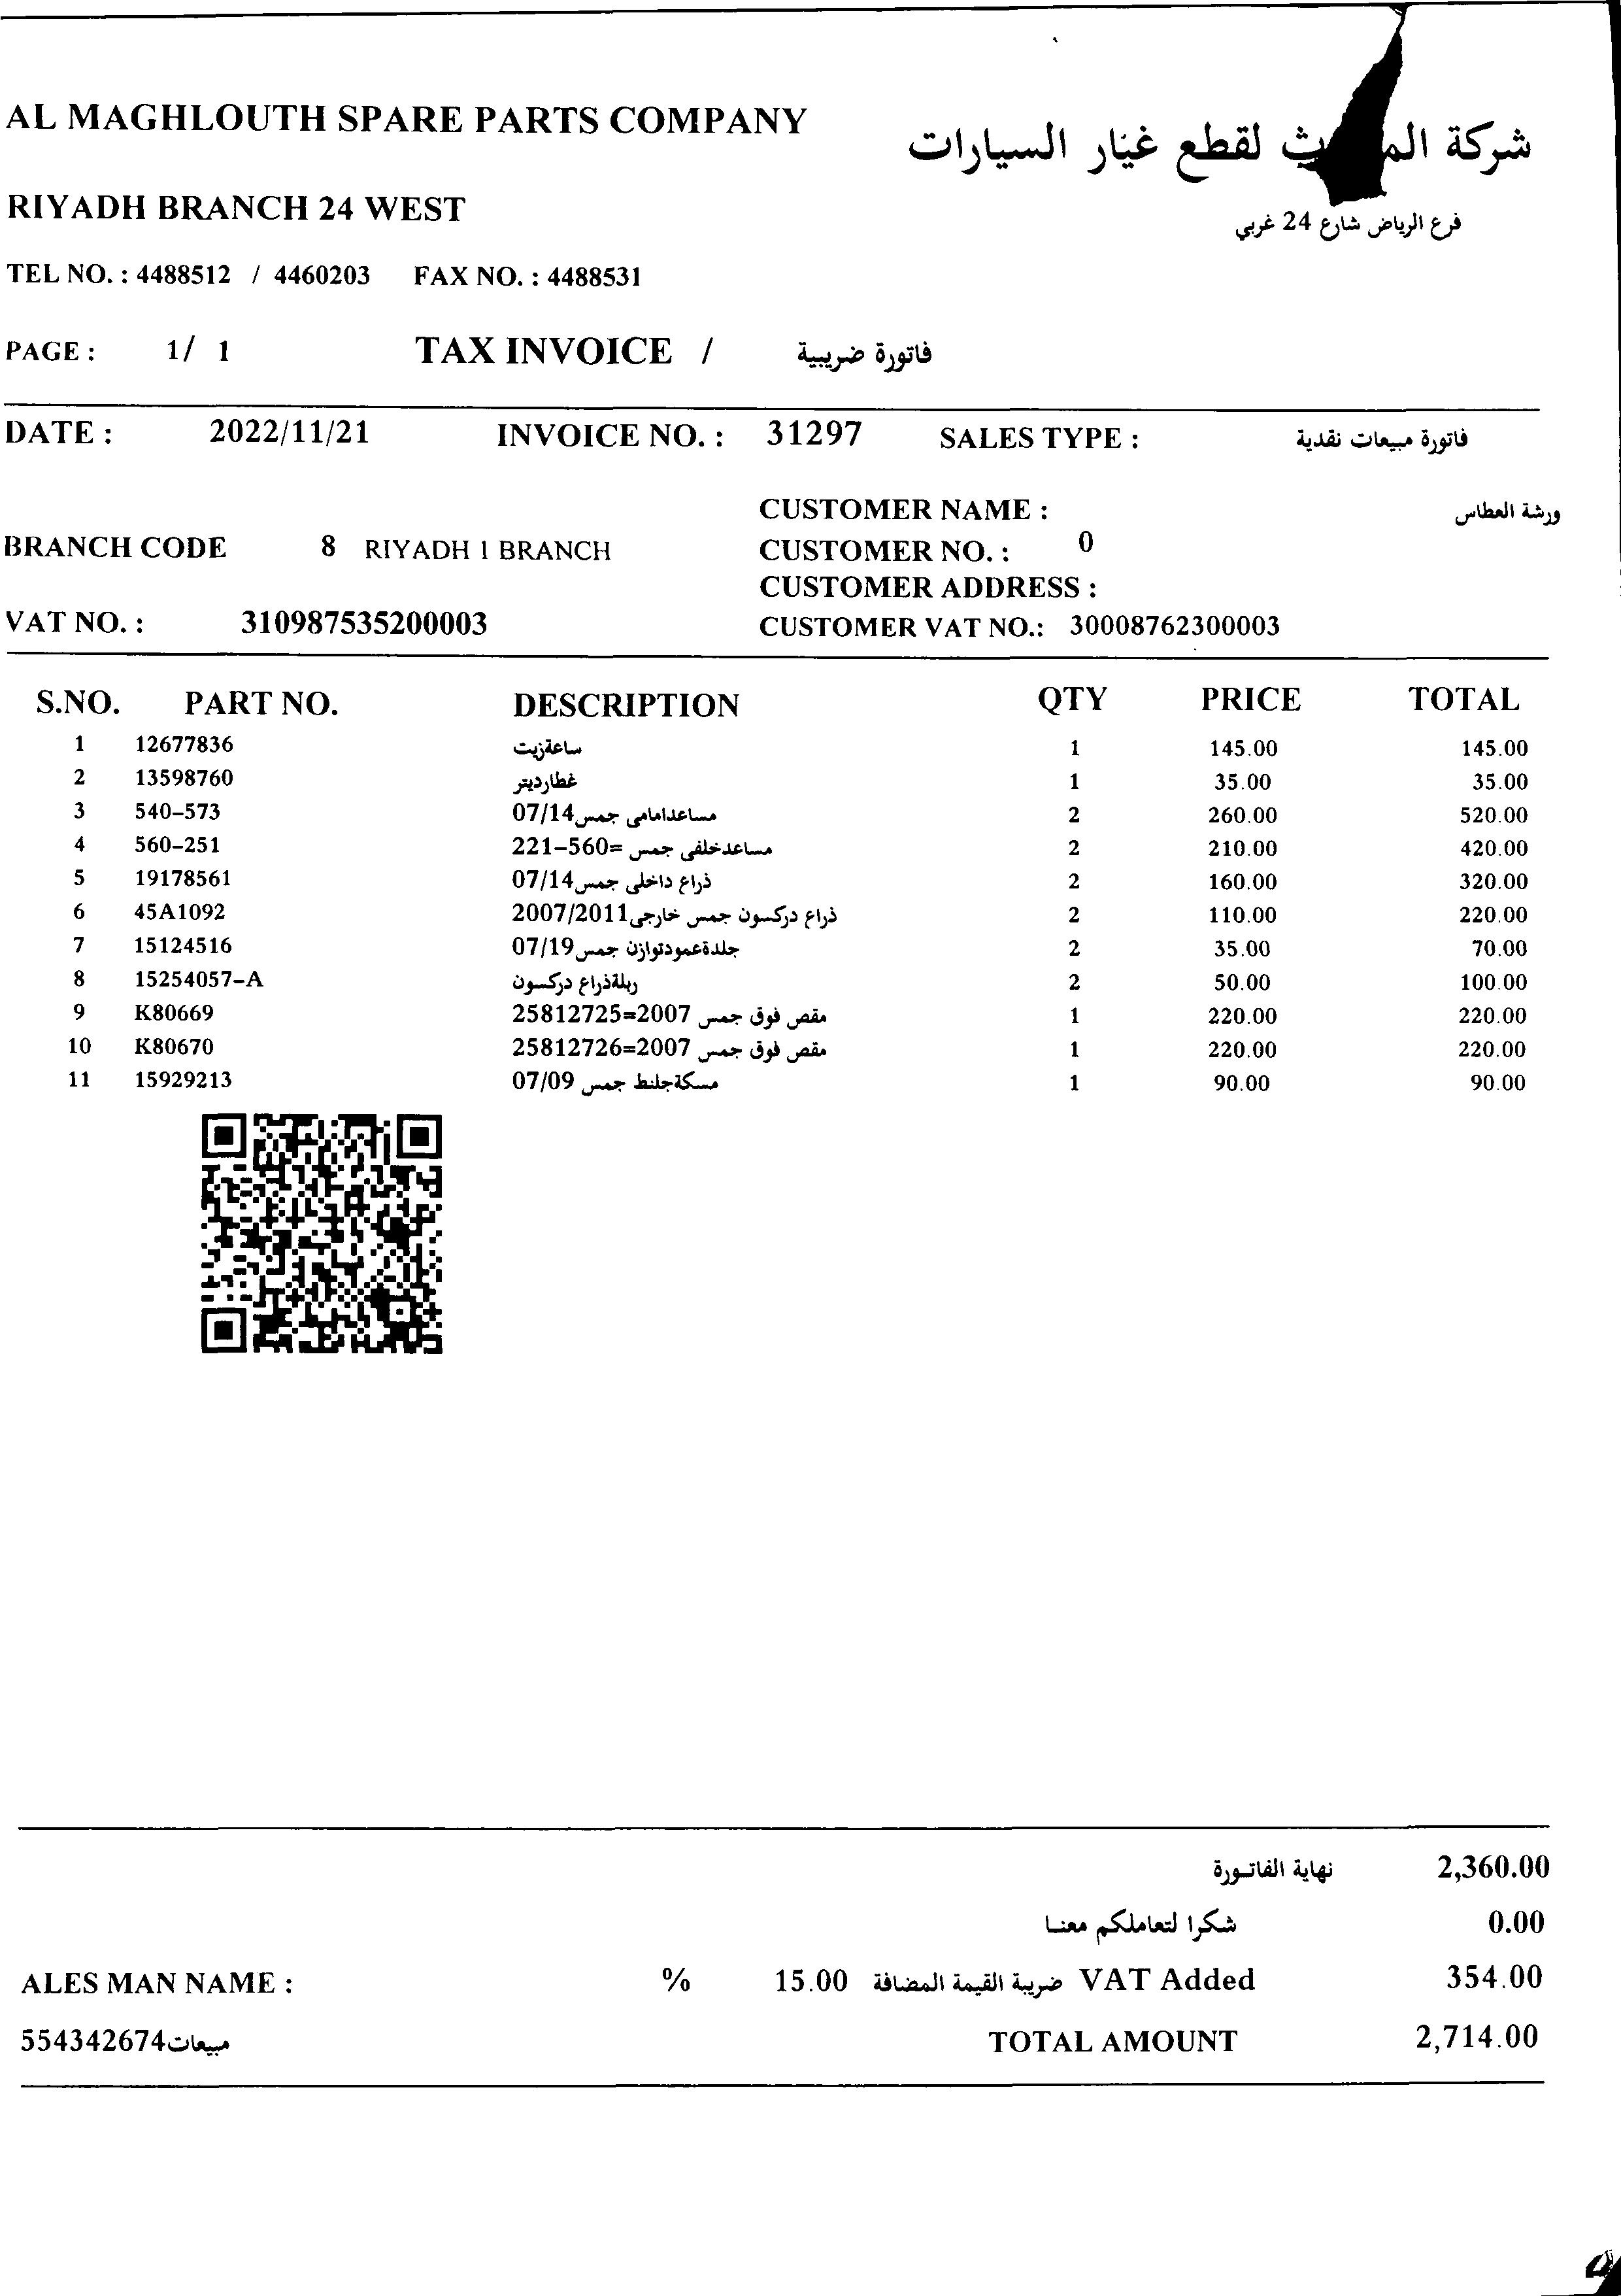 AL MAGHLOUTH SPARE PARTS COMPANY
شركة لقطع غيار السيارات
RIYADH BRANCH 24 WEST
فرع الرياض شارع 24 غربي
TEL NO. : 4488512 / 4460203 FAX NO. : 4488531
PAGE : 1/ 1 TAX INVOICE / فاتورة ضريبية
DATE : 2022/11/21 INVOICE NO. : 31297 SALES TYPE : فاتورة مبيعات نقدية
CUSTOMER NAME : ورشة العطاس
BRANCH CODE 8 RIYADH 1 BRANCH CUSTOMER NO. : 0
CUSTOMER ADDRESS :
VAT NO. : 310987535200003 CUSTOMER VAT NO.: 30008762300003
S.NO. PART NO. DESCRIPTION QTY PRICE TOTAL
1 12677836 ساعةزيت 1 145.00 145.00
2 13598760 غطارديتر 1 35.00 35.00
3 540-573 مساعدامامى جمس07/14 2 260.00 520.00
4 560-251 مساعدخلفى جمس =560-221 2 210.00 420.00
5 19178561 ذراع داخلى جمس07/14 2 160.00 320.00
6 45A1092 ذراع دركسون جمس خارجى2007/2011 2 110.00 220.00
7 15124516 جلدةعمودتوازن جمس07/19 2 35.00 70.00
8 15254057-A ربلةذراع دركسون 2 50.00 100.00
9 K80669 مقص فوق جمس 2007=25812725 1 220.00 220.00
10 K80670 مقص فوق جمس 2007=25812726 1 220.00 220.00
11 15929213 مسكةجلنط جمس 07/09 1 90.00 90.00
نهاية الفاتـورة 2,360.00
شكرا لتعاملكم معنـا 0.00
ALES MAN NAME : % 15.00 ضريبة القيمة المضافة VAT Added 354.00
مبيعات554342674 TOTAL AMOUNT 2,714.00